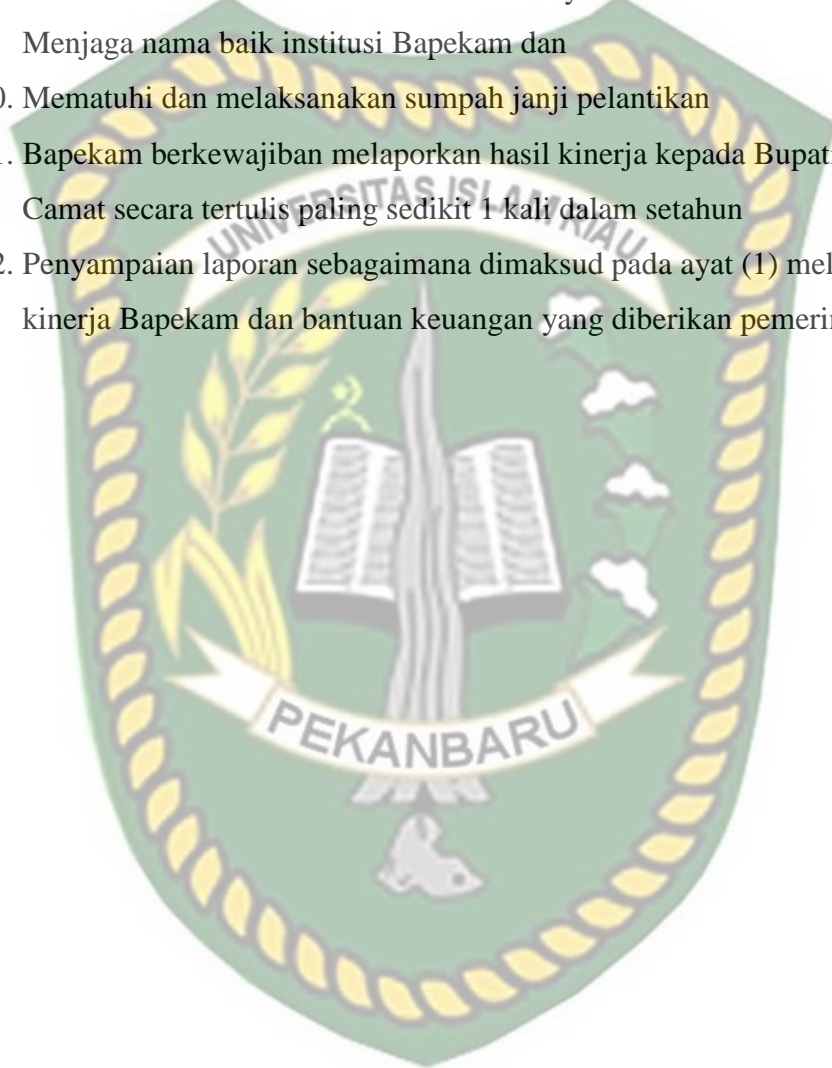 Menjaga nama baik institusi Bapekam dan
0. Mematuhi dan melaksanakan sumpah janji pelantikan
. Bapekam berkewajiban melaporkan hasil kinerja kepada Bupati
Camat secara tertulis paling sedikit 1 kali dalam setahun
2. Penyampaian laporan sebagaimana dimaksud pada ayat (1) mel
kinerja Bapekam dan bantuan keuangan yang diberikan pemerin
UNIVERSITAS ISLAM RIAU
PEKANBARU